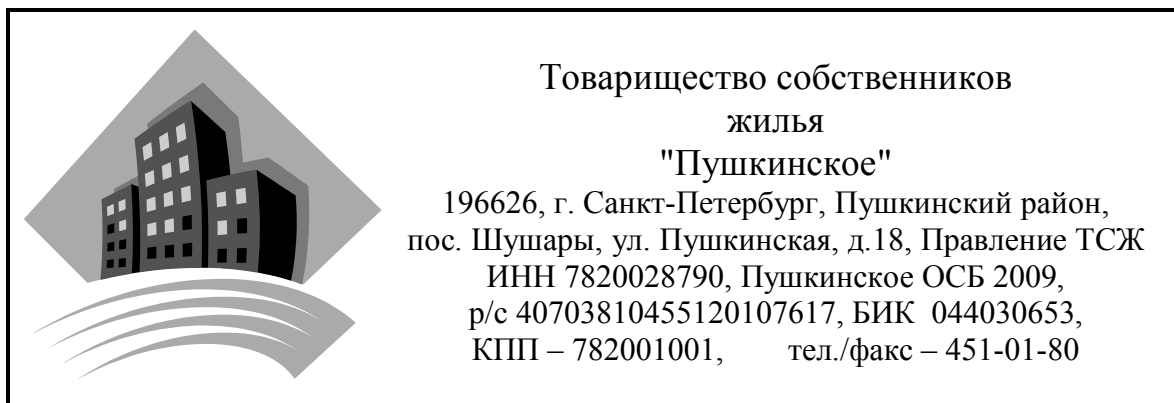 Товарищество собственников
жилья
"Пушкинское"
196626, г. Санкт-Петербург, Пушкинский район,
пос. Шушары, ул. Пушкинская, д.18, Правление ТСЖ
ИНН 7820028790, Пушкинское ОСБ 2009,
р/с 40703810455120107617, БИК 044030653,
КПП – 782001001, тел./факс – 451-01-80